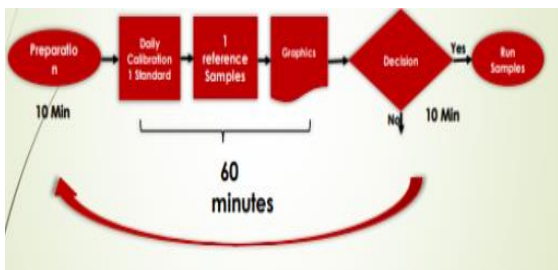 Preparatio
n
10 Min
Daily
Calibration
1 Standard
1
reference
Samples
Graphics
60
minutes
Decision
Yes
No
10 Min
Run
Samples